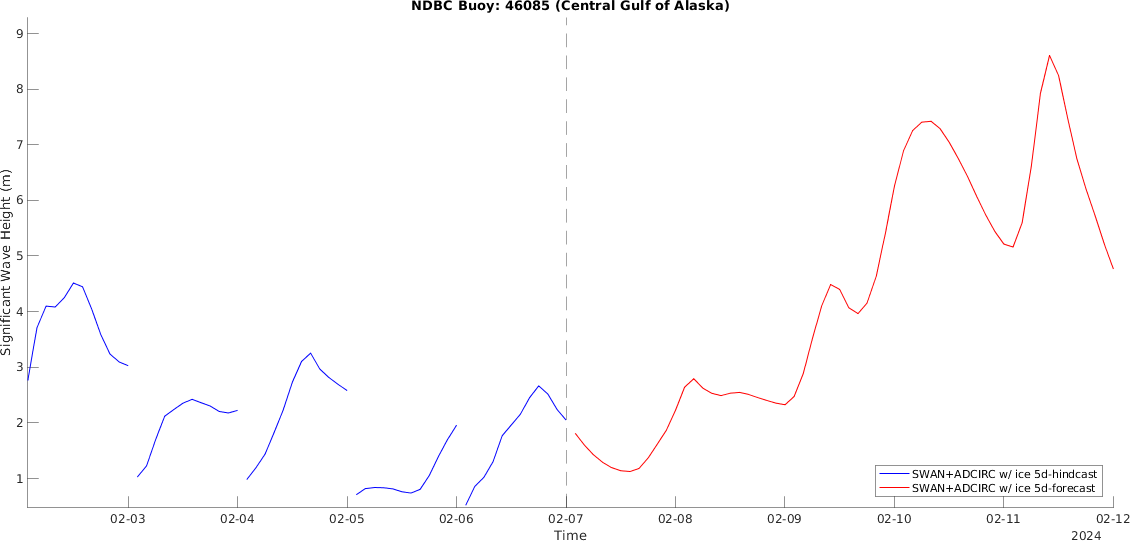 NDBC Buoy: 46085 (Central Gulf of Alaska)
Significant Wave Height (m)
9
8
7
6
5
4
3
2
1
SWAN+ADCIRC w/ ice 5d-hindcast
SWAN+ADCIRC w/ ice 5d-forecast
02-03 02-04 02-05 02-06 02-07 02-08 02-09 02-10 02-11 02-12
Time
2024